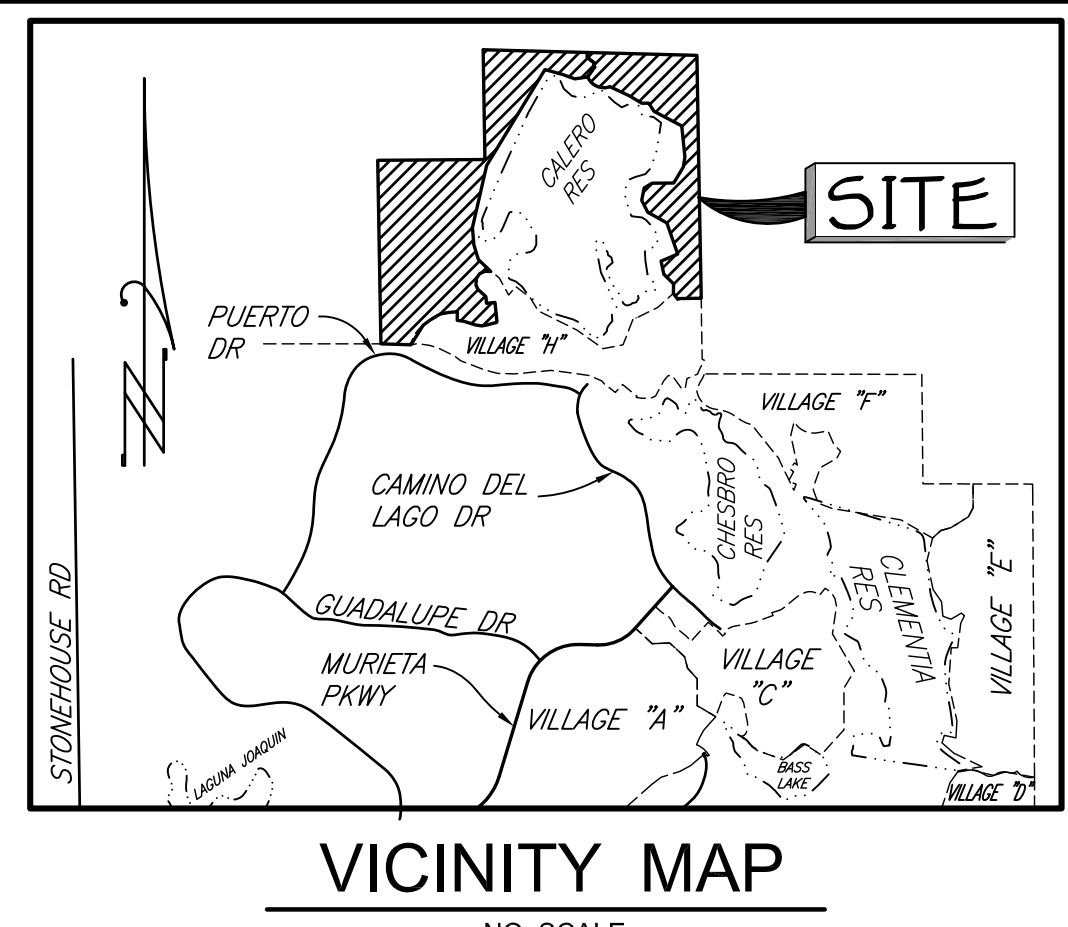 CALERO
RES
SITE
PUERTO
DR
VILLAGE "H"
N
VILLAGE "F"
CAMINO DEL
LAGO DR
CHESBRO
RES
CLEMENTIA
RES
VILLAGE "E"
STONEHOUSE RD
GUADALUPE DR
MURIETA
PKWY
VILLAGE "A"
VILLAGE
"C"
LAGUNA JOAQUIN
BASS
LAKE
VILLAGE "D"
VICINITY MAP
NO SCALE